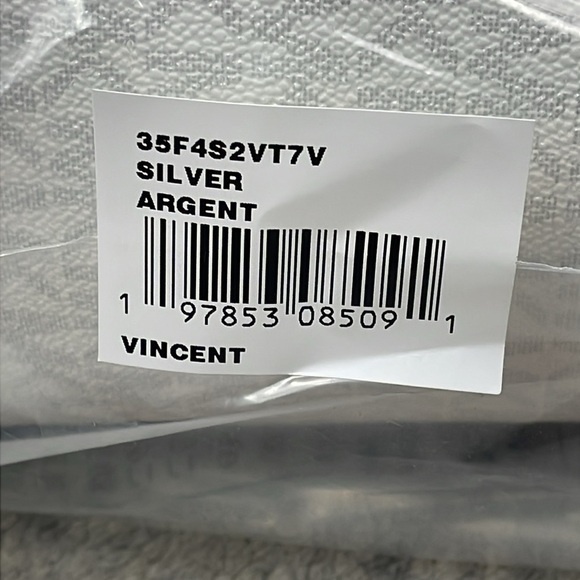 35F4S2VT7V
SILVER
ARGENT
1 97853 08509 1
VINCENT